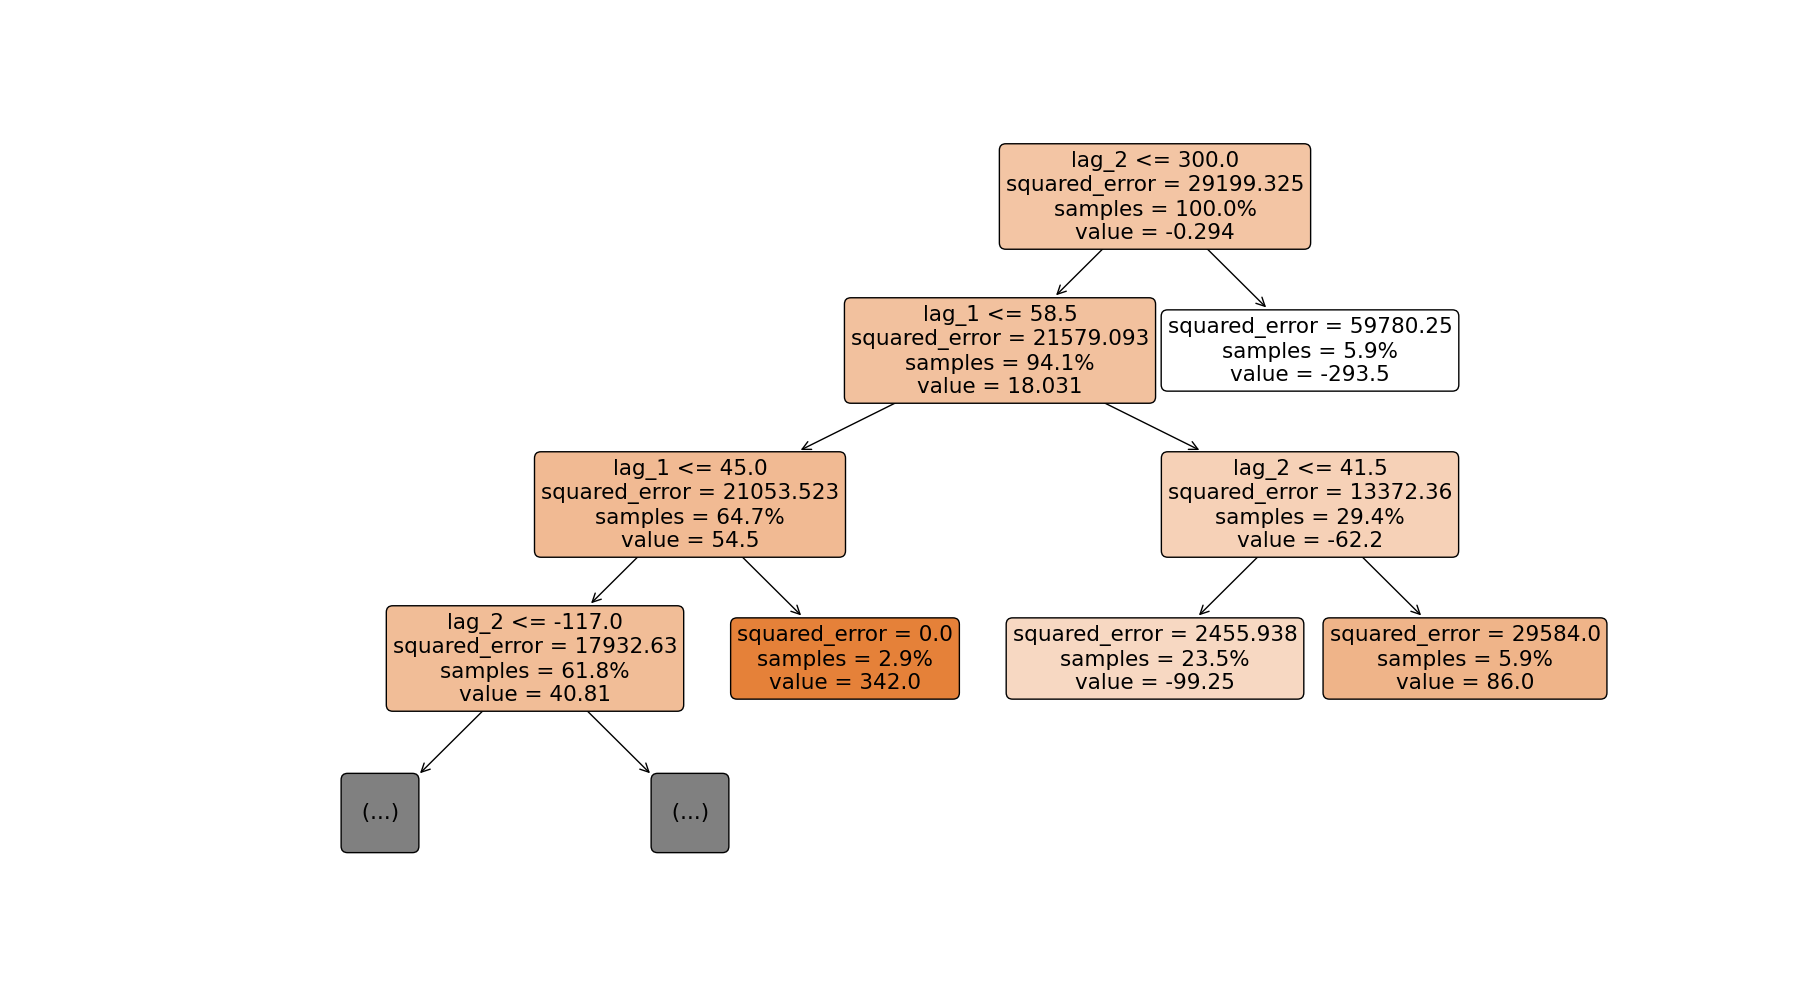 lag_2 <= 300.0
squared_error = 29199.325
samples = 100.0%
value = -0.294
lag_1 <= 58.5
squared_error = 21579.093
samples = 94.1%
value = 18.031
squared_error = 59780.25
samples = 5.9%
value = -293.5
lag_1 <= 45.0
squared_error = 21053.523
samples = 64.7%
value = 54.5
lag_2 <= 41.5
squared_error = 13372.36
samples = 29.4%
value = -62.2
lag_2 <= -117.0
squared_error = 17932.63
samples = 61.8%
value = 40.81
squared_error = 0.0
samples = 2.9%
value = 342.0
squared_error = 2455.938
samples = 23.5%
value = -99.25
squared_error = 29584.0
samples = 5.9%
value = 86.0
(...)
(...)